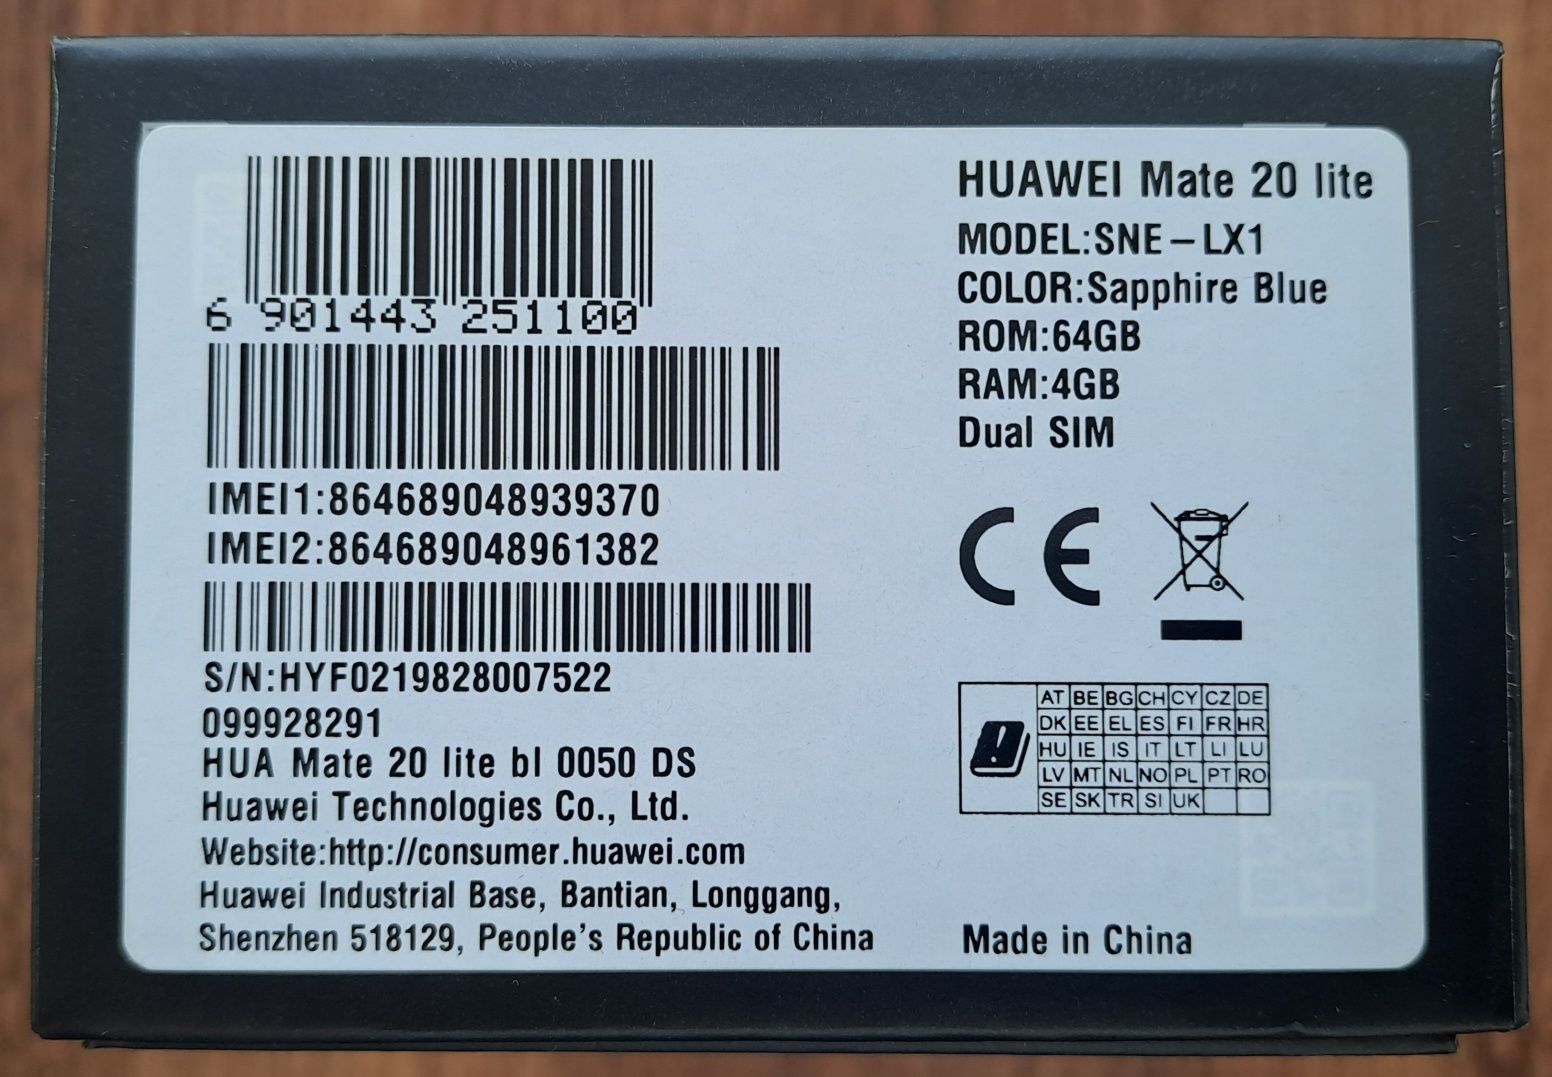 6 901443 251100
IMEI1:864689048939370
IMEI2:864689048961382
S/N:HYF0219828007522
099928291
HUA Mate 20 lite bl 0050 DS
Huawei Technologies Co., Ltd.
Website:http://consumer.huawei.com
Huawei Industrial Base, Bantian, Longgang,
Shenzhen 518129, People's Republic of China
HUAWEI Mate 20 lite
MODEL:SNE-LX1
COLOR:Sapphire Blue
ROM:64GB
RAM:4GB
Dual SIM
CE
AT BE BG CH CY CZ DE
DK EE EL ES FI FR HR
HU IE IS IT LT LI LU
LV MT NL NO PL PT RO
SE SK TR SI UK
Made in China